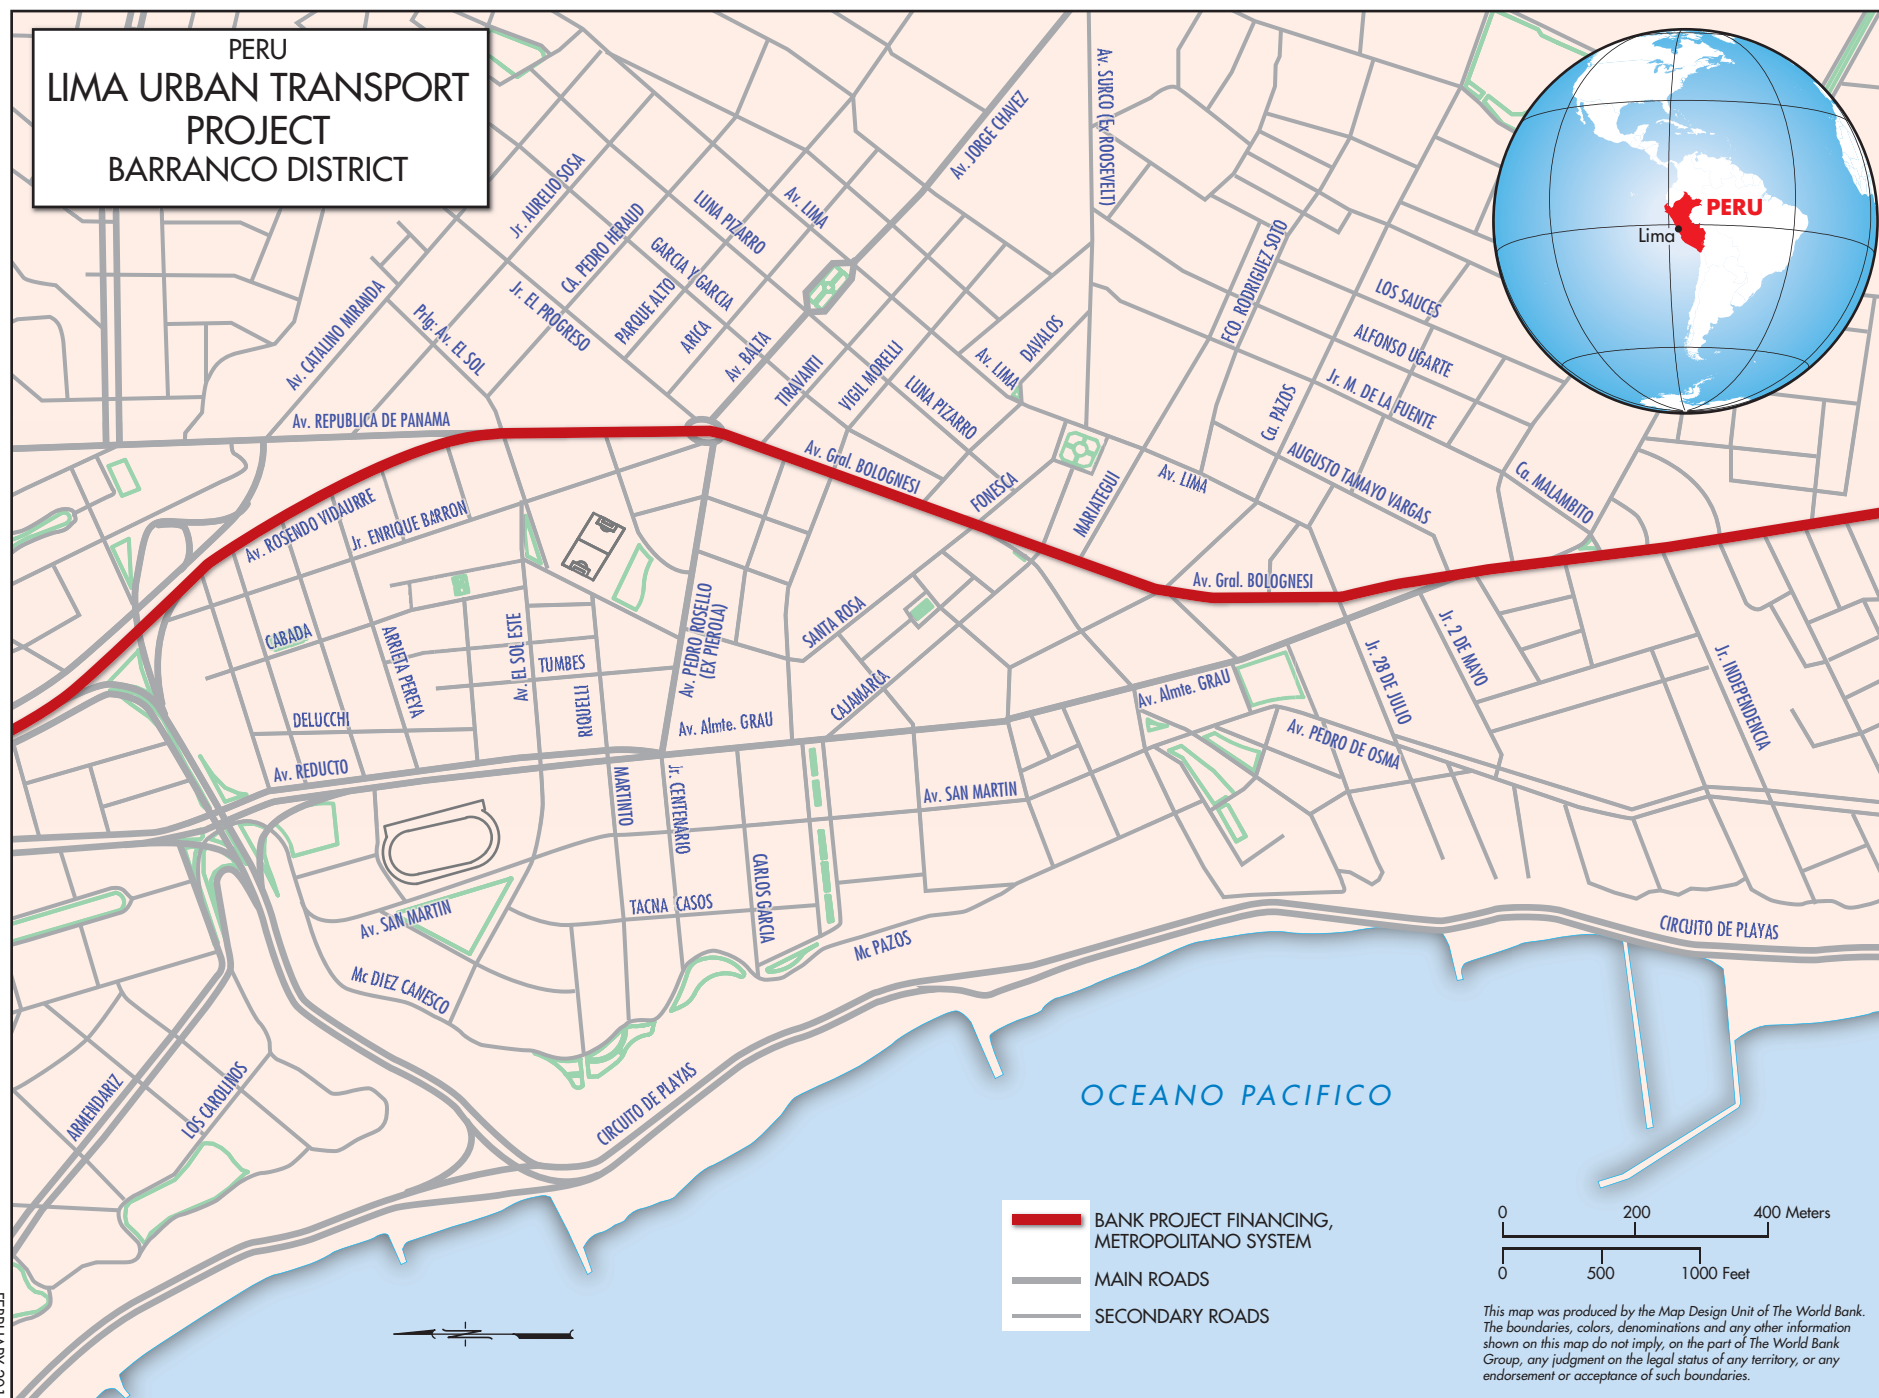 PERU
LIMA URBAN TRANSPORT
PROJECT
BARRANCO DISTRICT
Av. SURCO (Ex ROOSEVELT)
Av. JORGE CHAVEZ
Jr. AURELIO SOSA
CA. PEDRO HERAUD
LUNA PIZARRO
Av. LIMA
GARCIA Y GARCIA
PARQUE ALTO
ARICA
Jr. EL PROGRESO
Av. CATALINO MIRANDA
Prlg. Av. EL SOL
Av. BALTA
TIRAVANTI
VIGIL MORELLI
LUNA PIZARRO
Av. LIMA
DAVALOS
FCO. RODRIGUEZ SOTO
LOS SAUCES
ALFONSO UGARTE
Jr. M. DE LA FUENTE
Ca. PAZOS
AUGUSTO TAMAYO VARGAS
Ca. MALAMBITO
PERU
Lima
Av. REPUBLICA DE PANAMA
Av. Gral. BOLOGNESI
FONESCA
MARIATEGUI
Av. LIMA
Av. ROSENDO VIDAURRE
Jr. ENRIQUE BARRON
Av. Gral. BOLOGNESI
CABADA
ARRIETA PEREYA
Av. EL SOL ESTE
TUMBES
RIQUELLI
Av. PEDRO ROSELLO
(EX PIEROLA)
SANTA ROSA
CAJAMARCA
Jr. 28 DE JULIO
Jr. 2 DE MAYO
Jr. INDEPENDENCIA
DELUCCHI
Av. REDUCTO
Av. Almte. GRAU
Av. Almte. GRAU
Av. PEDRO DE OSMA
MARTINTO
Jr. CENTENARIO
Av. SAN MARTIN
CARLOS GARCIA
TACNA CASOS
Av. SAN MARTIN
Mc DIEZ CANESCO
Mc PAZOS
CIRCUITO DE PLAYAS
CIRCUITO DE PLAYAS
ARMENDARIZ
LOS CAROLINOS
OCEANO PACIFICO
BANK PROJECT FINANCING,
METROPOLITANO SYSTEM
MAIN ROADS
SECONDARY ROADS
0 200 400 Meters
0 500 1000 Feet
This map was produced by the Map Design Unit of The World Bank.
The boundaries, colors, denominations and any other information
shown on this map do not imply, on the part of The World Bank
Group, any judgment on the legal status of any territory, or any
endorsement or acceptance of such boundaries.
N